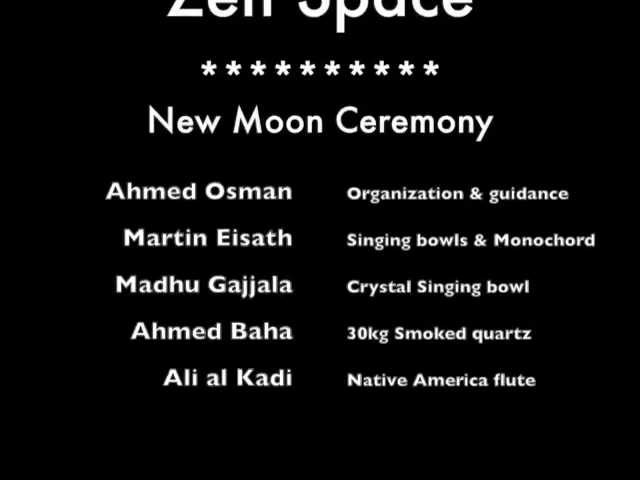 Zen Space
**********
New Moon Ceremony
Ahmed Osman Organization & guidance
Martin Eisath Singing bowls & Monochord
Madhu Gajjala Crystal Singing bowl
Ahmed Baha 30kg Smoked quartz
Ali al Kadi Native America flute